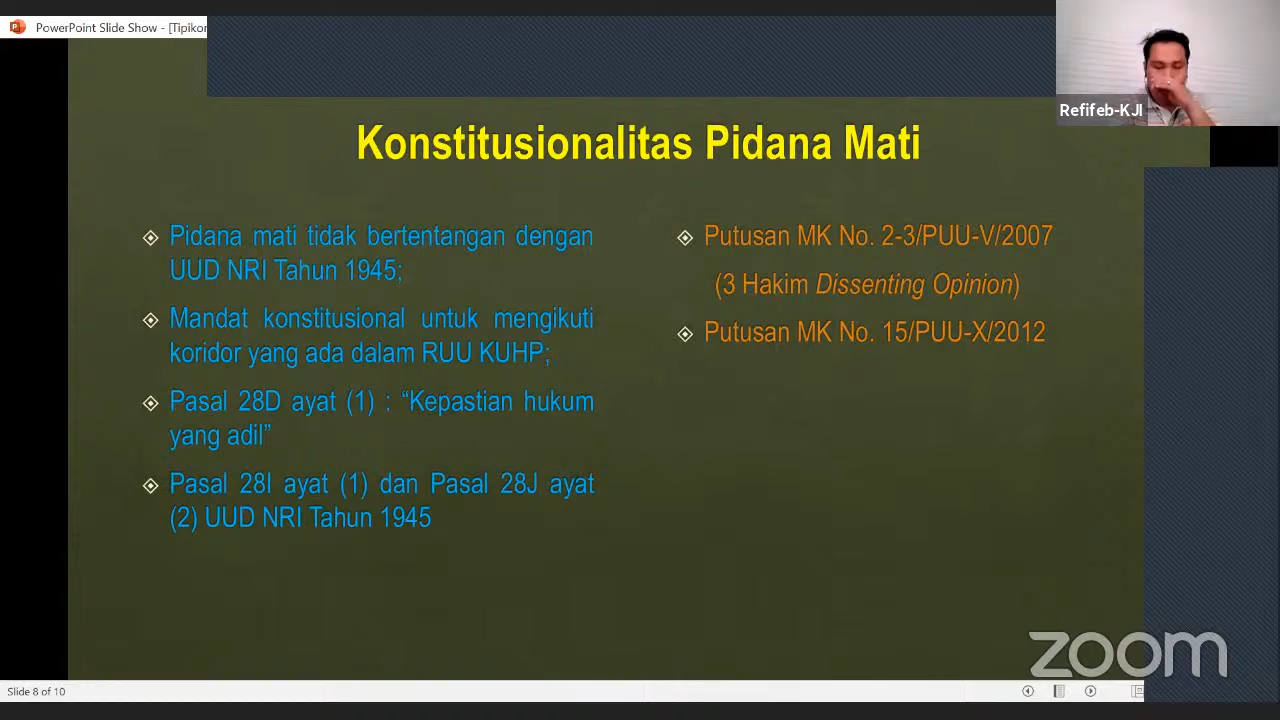 PowerPoint Slide Show - [Tipikor
Refifeb-KJI
Konstitusionalitas Pidana Mati
Pidana mati tidak bertentangan dengan
UUD NRI Tahun 1945;
Mandat konstitusional untuk mengikuti
koridor yang ada dalam RUU KUHP;
Pasal 28D ayat (1) : “Kepastian hukum
yang adil”
Pasal 28I ayat (1) dan Pasal 28J ayat
(2) UUD NRI Tahun 1945
Putusan MK No. 2-3/PUU-V/2007
(3 Hakim Dissenting Opinion)
Putusan MK No. 15/PUU-X/2012
zoom
Slide 8 of 10